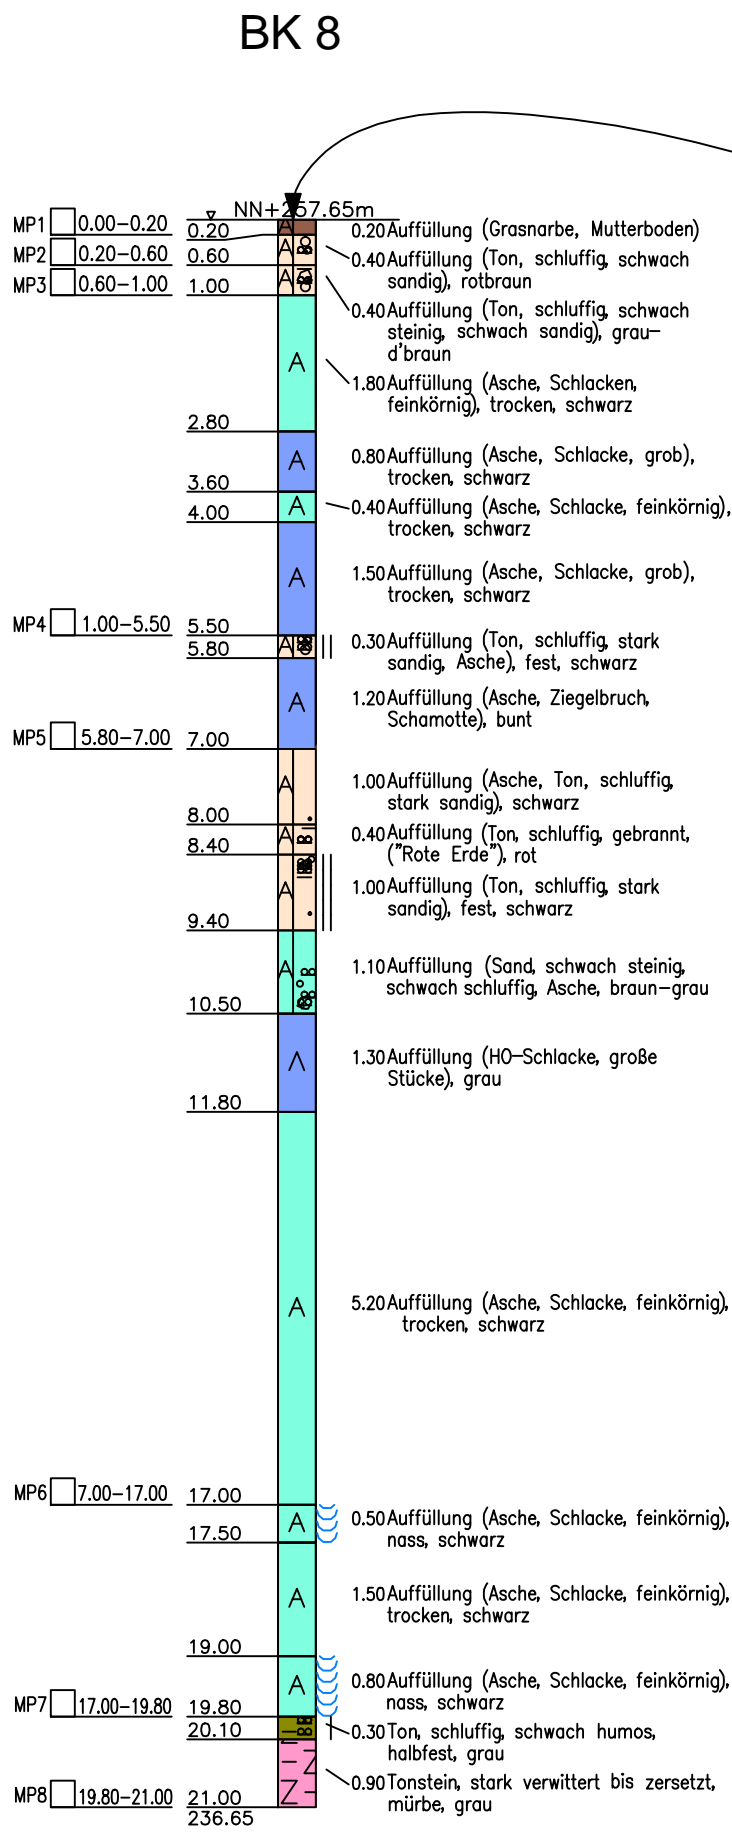 BK 8
NN+257.65m
MP1 0.00-0.20 0.20 A 0.20 Auffüllung (Grasnarbe, Mutterboden)
MP2 0.20-0.60 0.60 A 0.40 Auffüllung (Ton, schluffig, schwach
sandig), rotbraun
MP3 0.60-1.00 1.00 A 0.40 Auffüllung (Ton, schluffig, schwach
steinig, schwach sandig), grau-
d'braun
A 1.80 Auffüllung (Asche, Schlacken,
feinkörnig), trocken, schwarz
2.80
A 0.80 Auffüllung (Asche, Schlacke, grob),
trocken, schwarz
3.60
A 0.40 Auffüllung (Asche, Schlacke, feinkörnig),
4.00 trocken, schwarz
A 1.50 Auffüllung (Asche, Schlacke, grob),
trocken, schwarz
MP4 1.00-5.50 5.50
5.80 A 0.30 Auffüllung (Ton, schluffig, stark
sandig, Asche), fest, schwarz
A 1.20 Auffüllung (Asche, Ziegelbruch,
Schamotte), bunt
MP5 5.80-7.00 7.00
A 1.00 Auffüllung (Asche, Ton, schluffig,
stark sandig), schwarz
8.00
A 0.40 Auffüllung (Ton, schluffig, gebrannt,
8.40 ("Rote Erde"), rot
A 1.00 Auffüllung (Ton, schluffig, stark
sandig), fest, schwarz
9.40
A 1.10 Auffüllung (Sand, schwach steinig,
schwach schluffig, Asche, braun-grau
10.50
A 1.30 Auffüllung (HO-Schlacke, große
Stücke), grau
11.80
A 5.20 Auffüllung (Asche, Schlacke, feinkörnig),
trocken, schwarz
MP6 7.00-17.00 17.00
A 0.50 Auffüllung (Asche, Schlacke, feinkörnig),
17.50 nass, schwarz
A 1.50 Auffüllung (Asche, Schlacke, feinkörnig),
trocken, schwarz
19.00
A 0.80 Auffüllung (Asche, Schlacke, feinkörnig),
nass, schwarz
MP7 17.00-19.80 19.80
20.10 0.30 Ton, schluffig, schwach humos,
halbfest, grau
0.90 Tonstein, stark verwittert bis zersetzt,
mürbe, grau
MP8 19.80-21.00 21.00
236.65